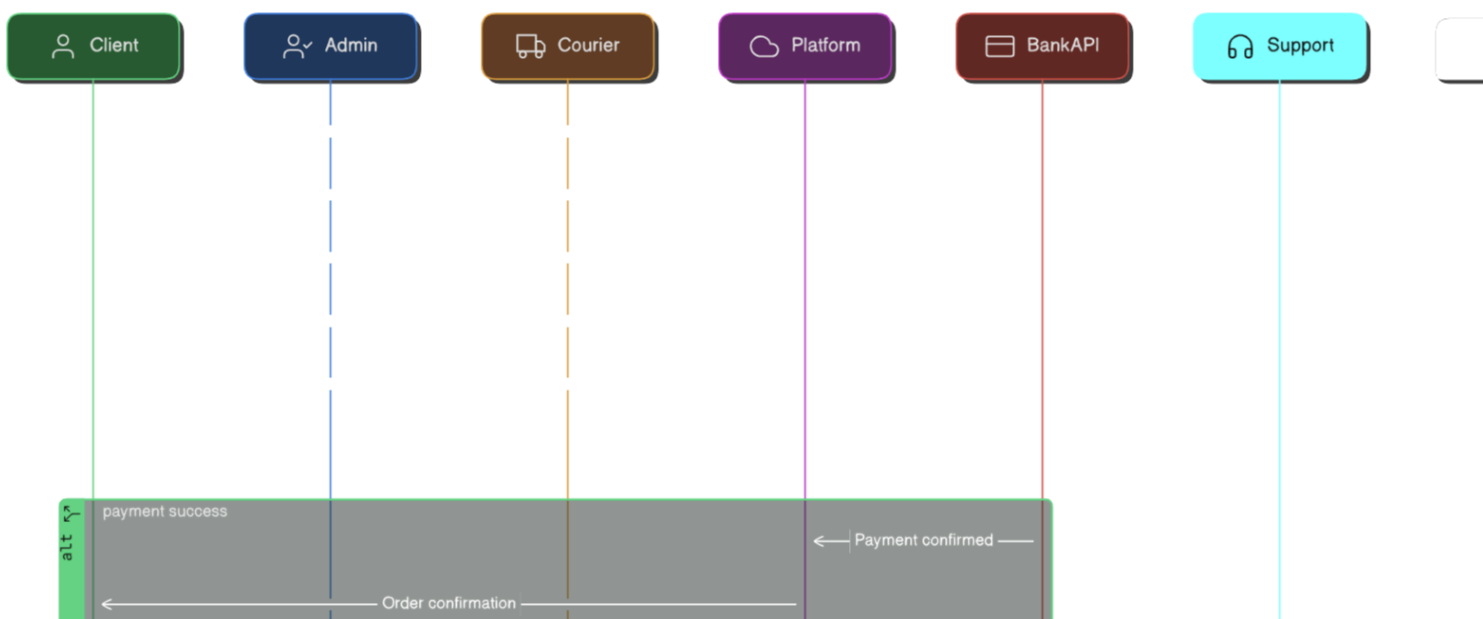 Client
Admin
Courier
Platform
BankAPI
Support
alt
payment success
Payment confirmed
Order confirmation